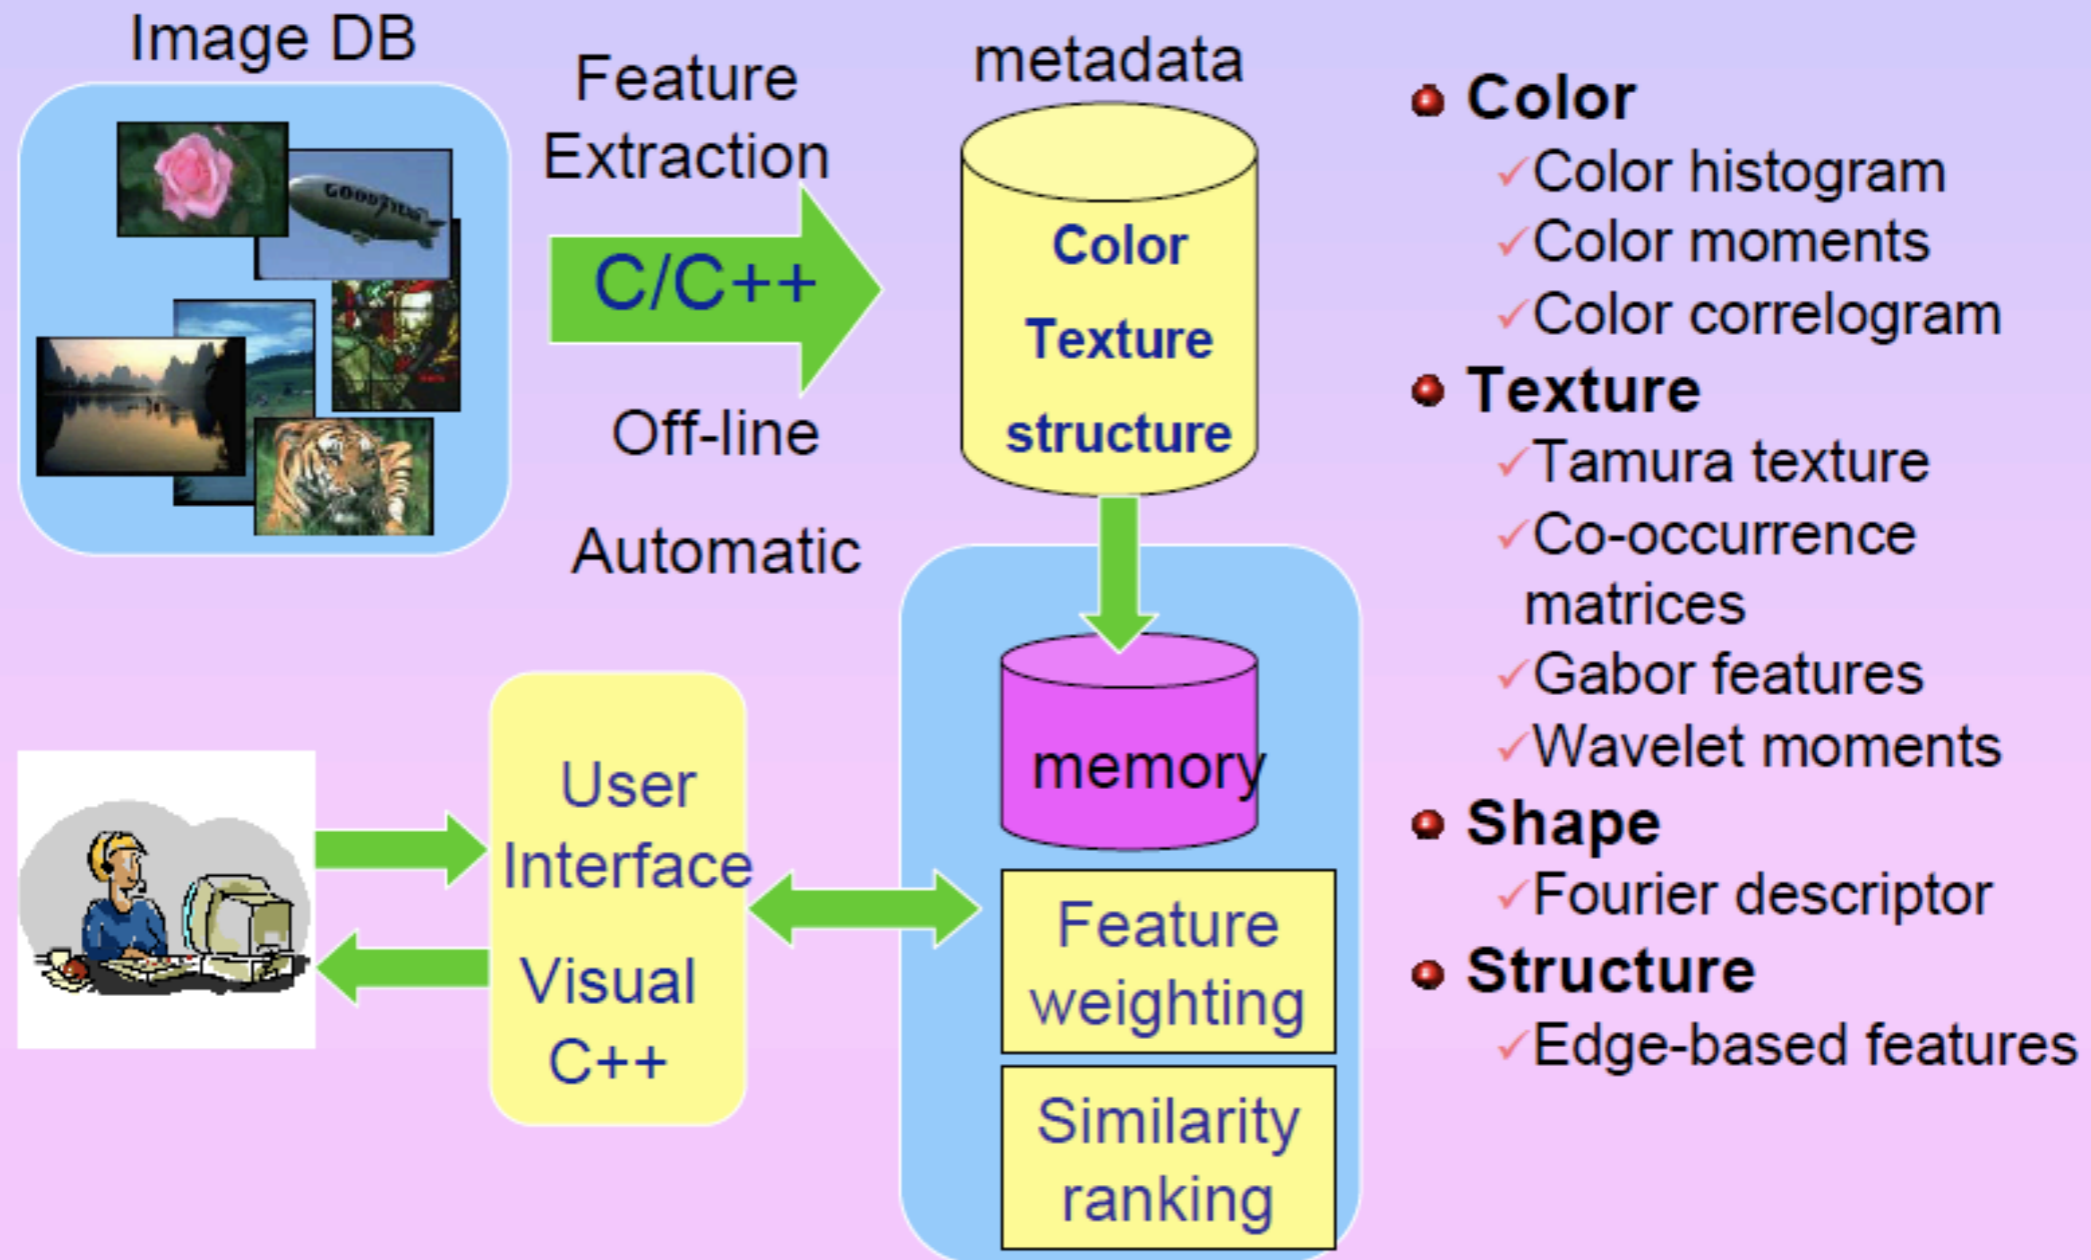 Image DB
Feature
Extraction
C/C++
Off-line
Automatic
metadata
Color
Texture
structure
memory
Feature
weighting
Similarity
ranking
User
Interface
Visual
C++
GOODYEAR
Color
✓Color histogram
✓Color moments
✓Color correlogram
Texture
✓Tamura texture
✓Co-occurrence
matrices
✓Gabor features
✓Wavelet moments
Shape
✓Fourier descriptor
Structure
✓Edge-based features